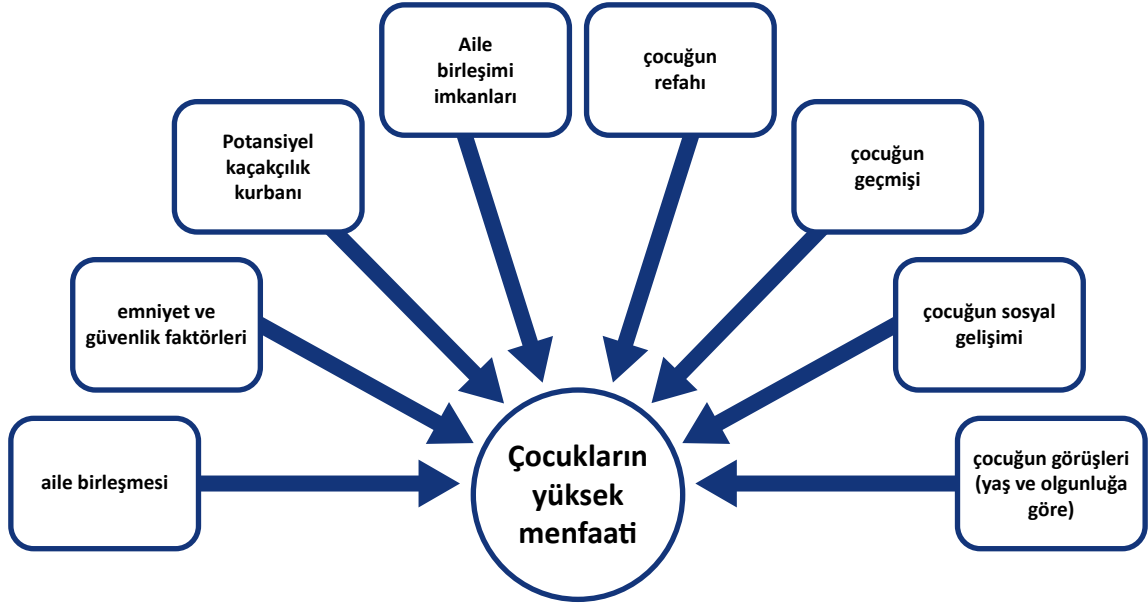 Aile
birleşimi
imkanları
çocuğun
refahı
Potansiyel
kaçakçılık
kurbanı
çocuğun
geçmişi
emniyet ve
güvenlik faktörleri
çocuğun sosyal
gelişimi
aile birleşmesi
Çocukların
yüksek
menfaati
çocuğun görüşleri
(yaş ve olgunluğa
göre)